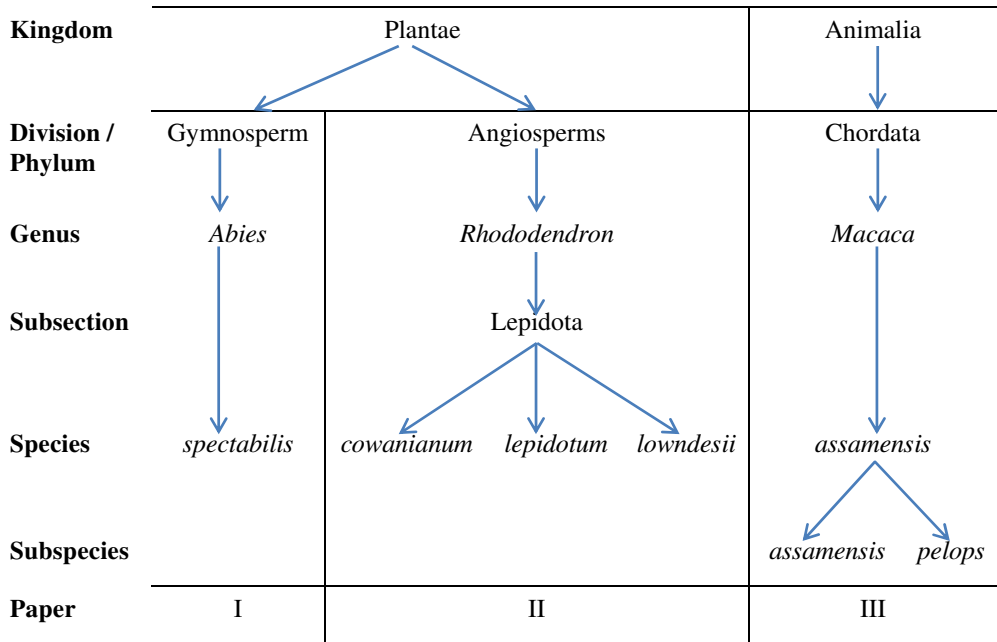 Kingdom Plantae Animalia
Division / Gymnosperm Angiosperms Chordata
Phylum
Genus Abies Rhododendron Macaca
Subsection Lepidota
Species spectabilis cowanianum lepidotum lowndesii assamensis
Subspecies assamensis pelops
Paper I II III